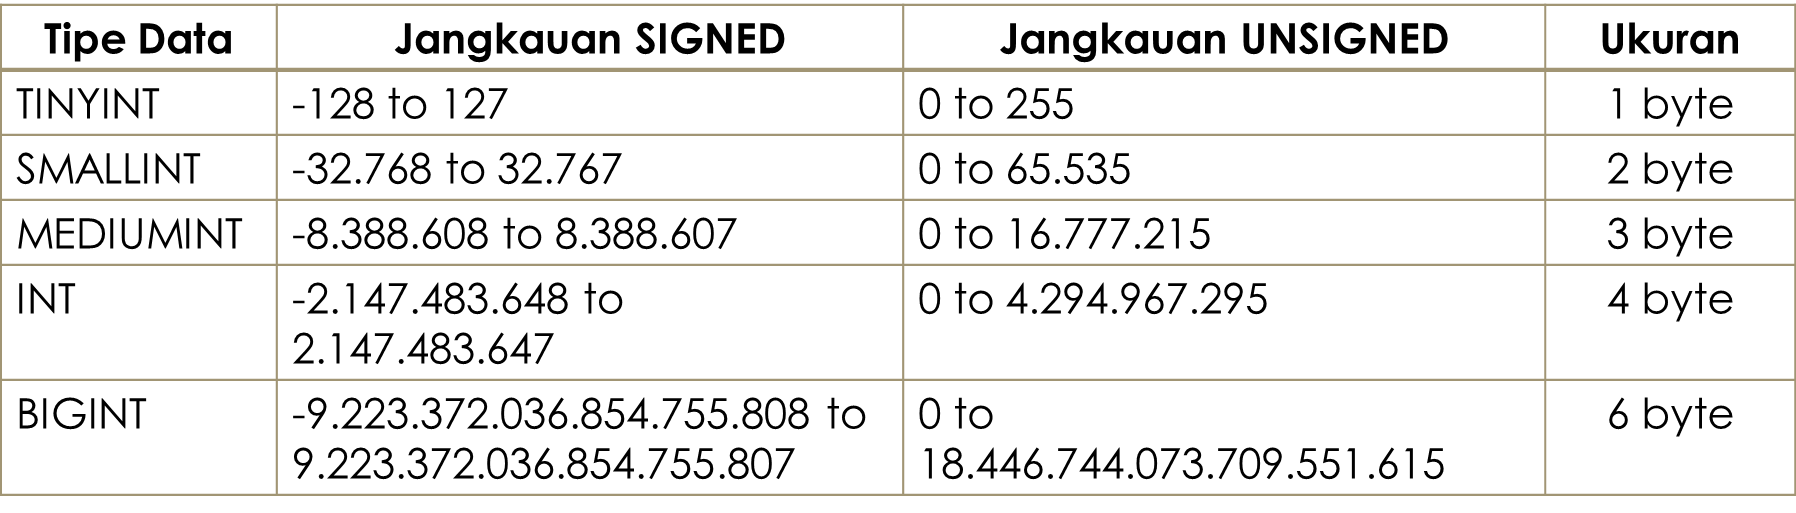 Tipe Data Jangkauan SIGNED Jangkauan UNSIGNED Ukuran
TINYINT -128 to 127 0 to 255 1 byte
SMALLINT -32.768 to 32.767 0 to 65.535 2 byte
MEDIUMINT -8.388.608 to 8.388.607 0 to 16.777.215 3 byte
INT -2.147.483.648 to 0 to 4.294.967.295 4 byte
2.147.483.647
BIGINT -9.223.372.036.854.755.808 to 0 to 6 byte
9.223.372.036.854.755.807 18.446.744.073.709.551.615